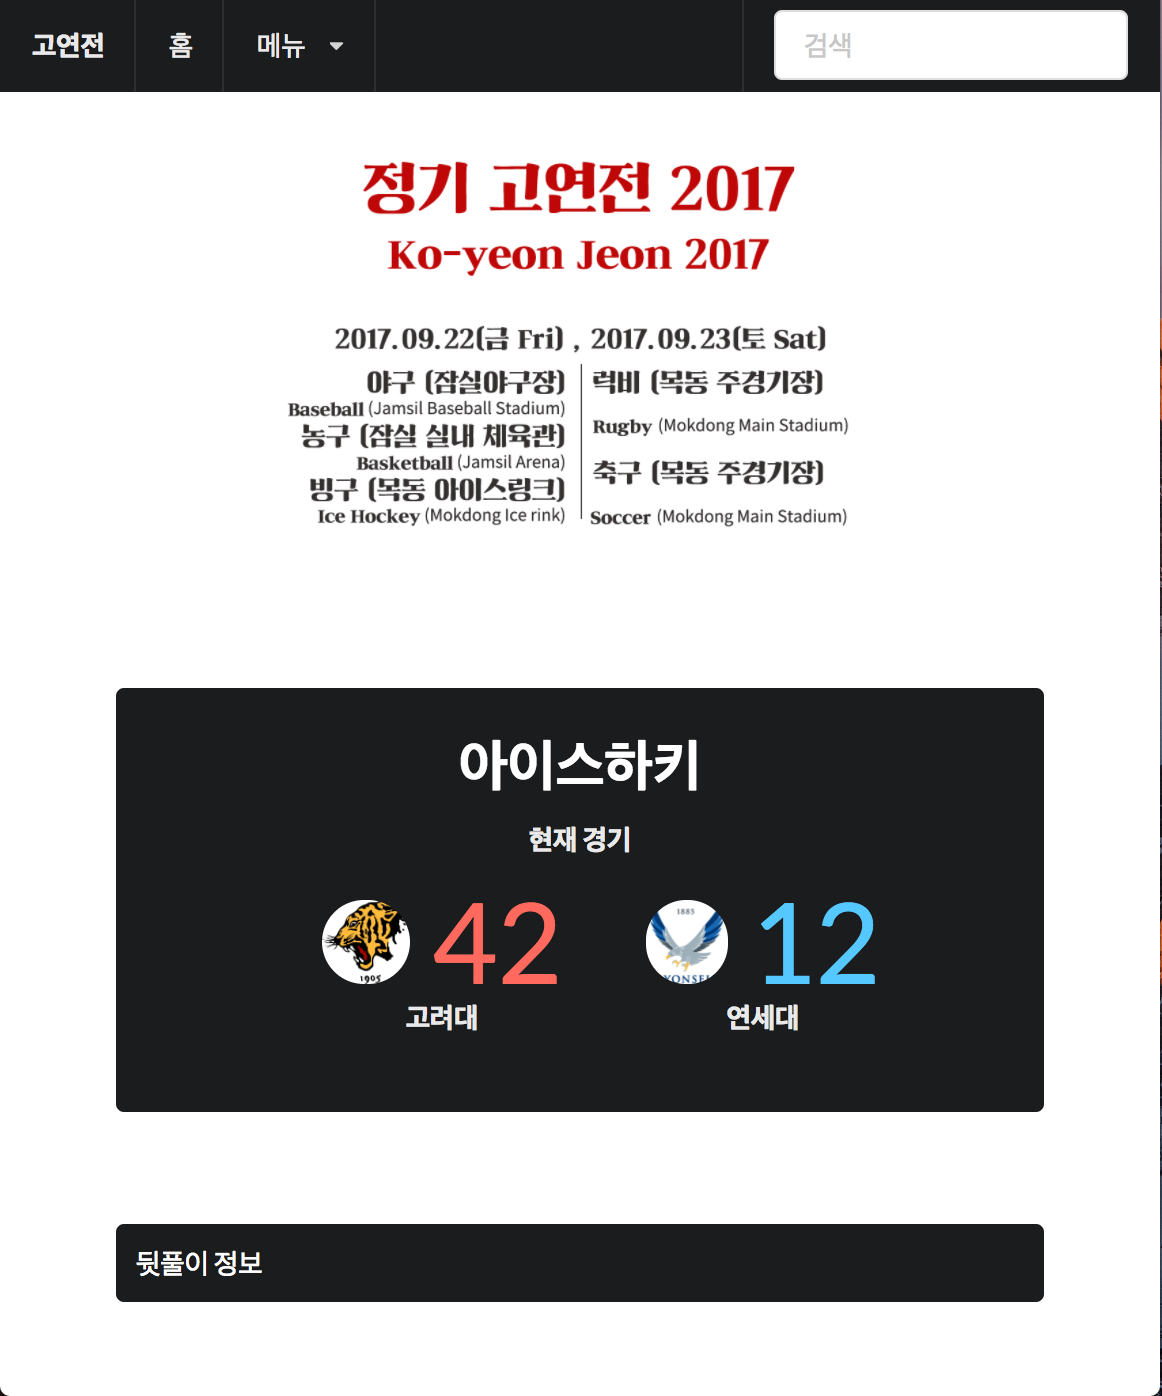 고연전 홈 메뉴 검색
정기 고연전 2017
Ko-yeon Jeon 2017
2017.09.22(금 Fri) , 2017.09.23(토 Sat)
야구 (잠실야구장)
Baseball (Jamsil Baseball Stadium)
농구 (잠실 실내 체육관)
Basketball (Jamsil Arena)
빙구 (목동 아이스링크)
Ice Hockey (Mokdong Ice rink)
럭비 (목동 주경기장)
Rugby (Mokdong Main Stadium)
축구 (목동 주경기장)
Soccer (Mokdong Main Stadium)
아이스하키
현재 경기
1905
42
고려대
1885
YONSEI
12
연세대
뒷풀이 정보